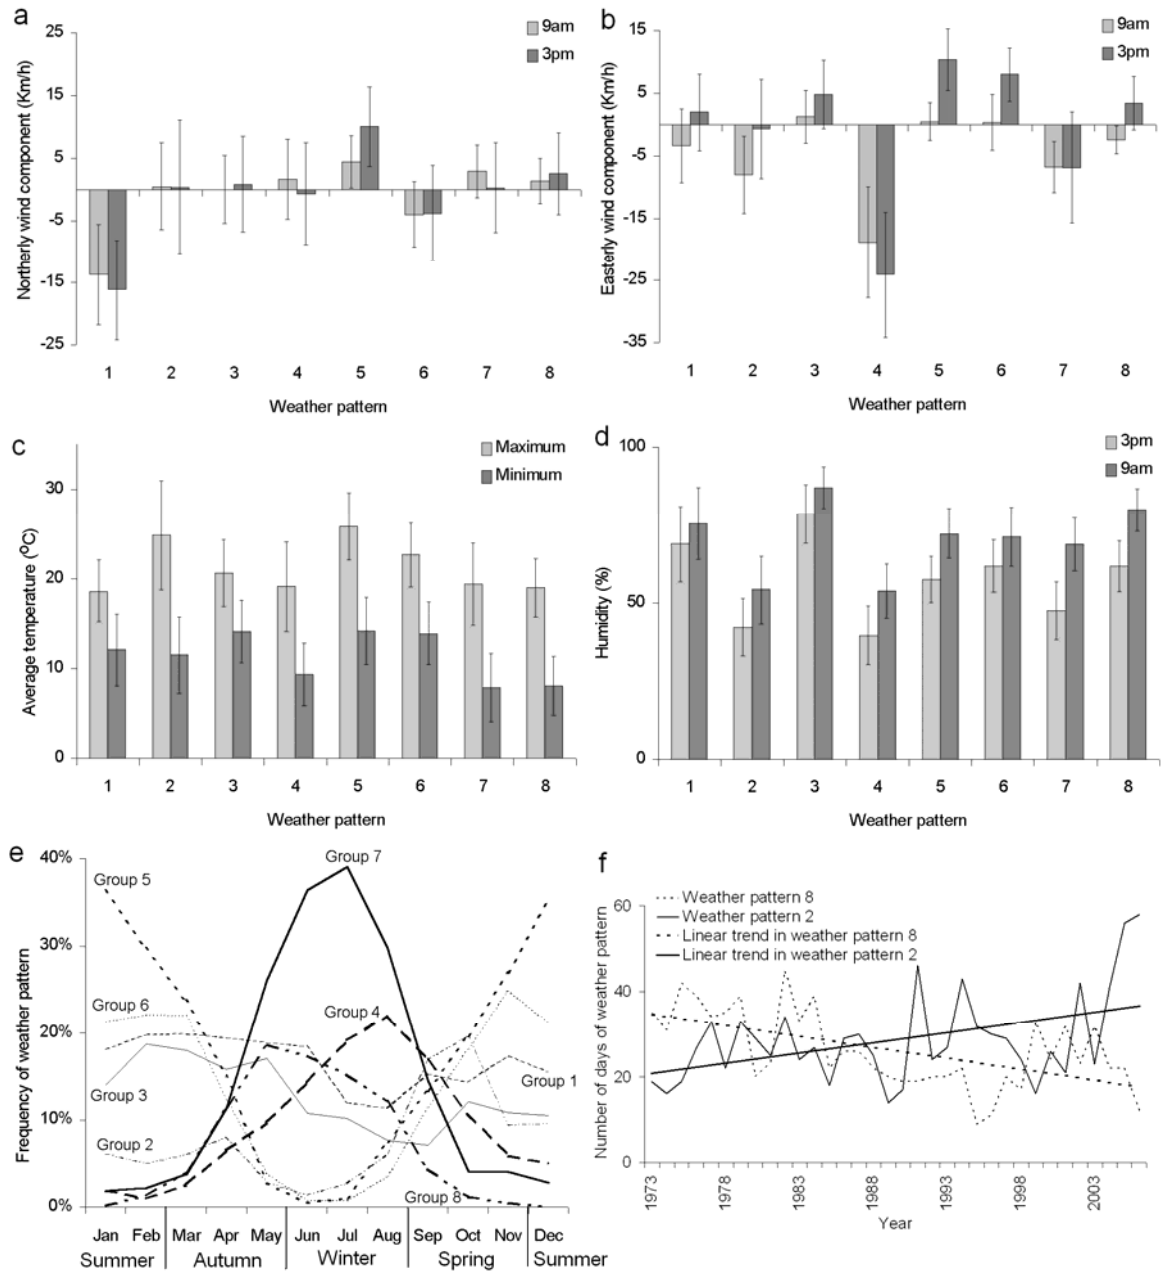 a
9am
3pm
Northerly wind component (Km/h)
25
15
5
-5
-15
-25
1 2 3 4 5 6 7 8
Weather pattern
b
9am
3pm
Easterly wind component (Km/h)
15
5
-5
-15
-25
-35
1 2 3 4 5 6 7 8
Weather pattern
c
Maximum
Minimum
Average temperature (ºC)
30
20
10
0
1 2 3 4 5 6 7 8
Weather pattern
d
3pm
9am
Humidity (%)
100
50
0
1 2 3 4 5 6 7 8
Weather pattern
e
Frequency of weather pattern
40%
30%
20%
10%
0%
Group 7
Group 5
Group 6
Group 4
Group 1
Group 3
Group 2
Group 8
Jan Feb Mar Apr May Jun Jul Aug Sep Oct Nov Dec
Summer Autumn Winter Spring Summer
f
Weather pattern 8
Weather pattern 2
Linear trend in weather pattern 8
Linear trend in weather pattern 2
Number of days of weather pattern
60
40
20
0
1973 1978 1983 1988 1993 1998 2003
Year